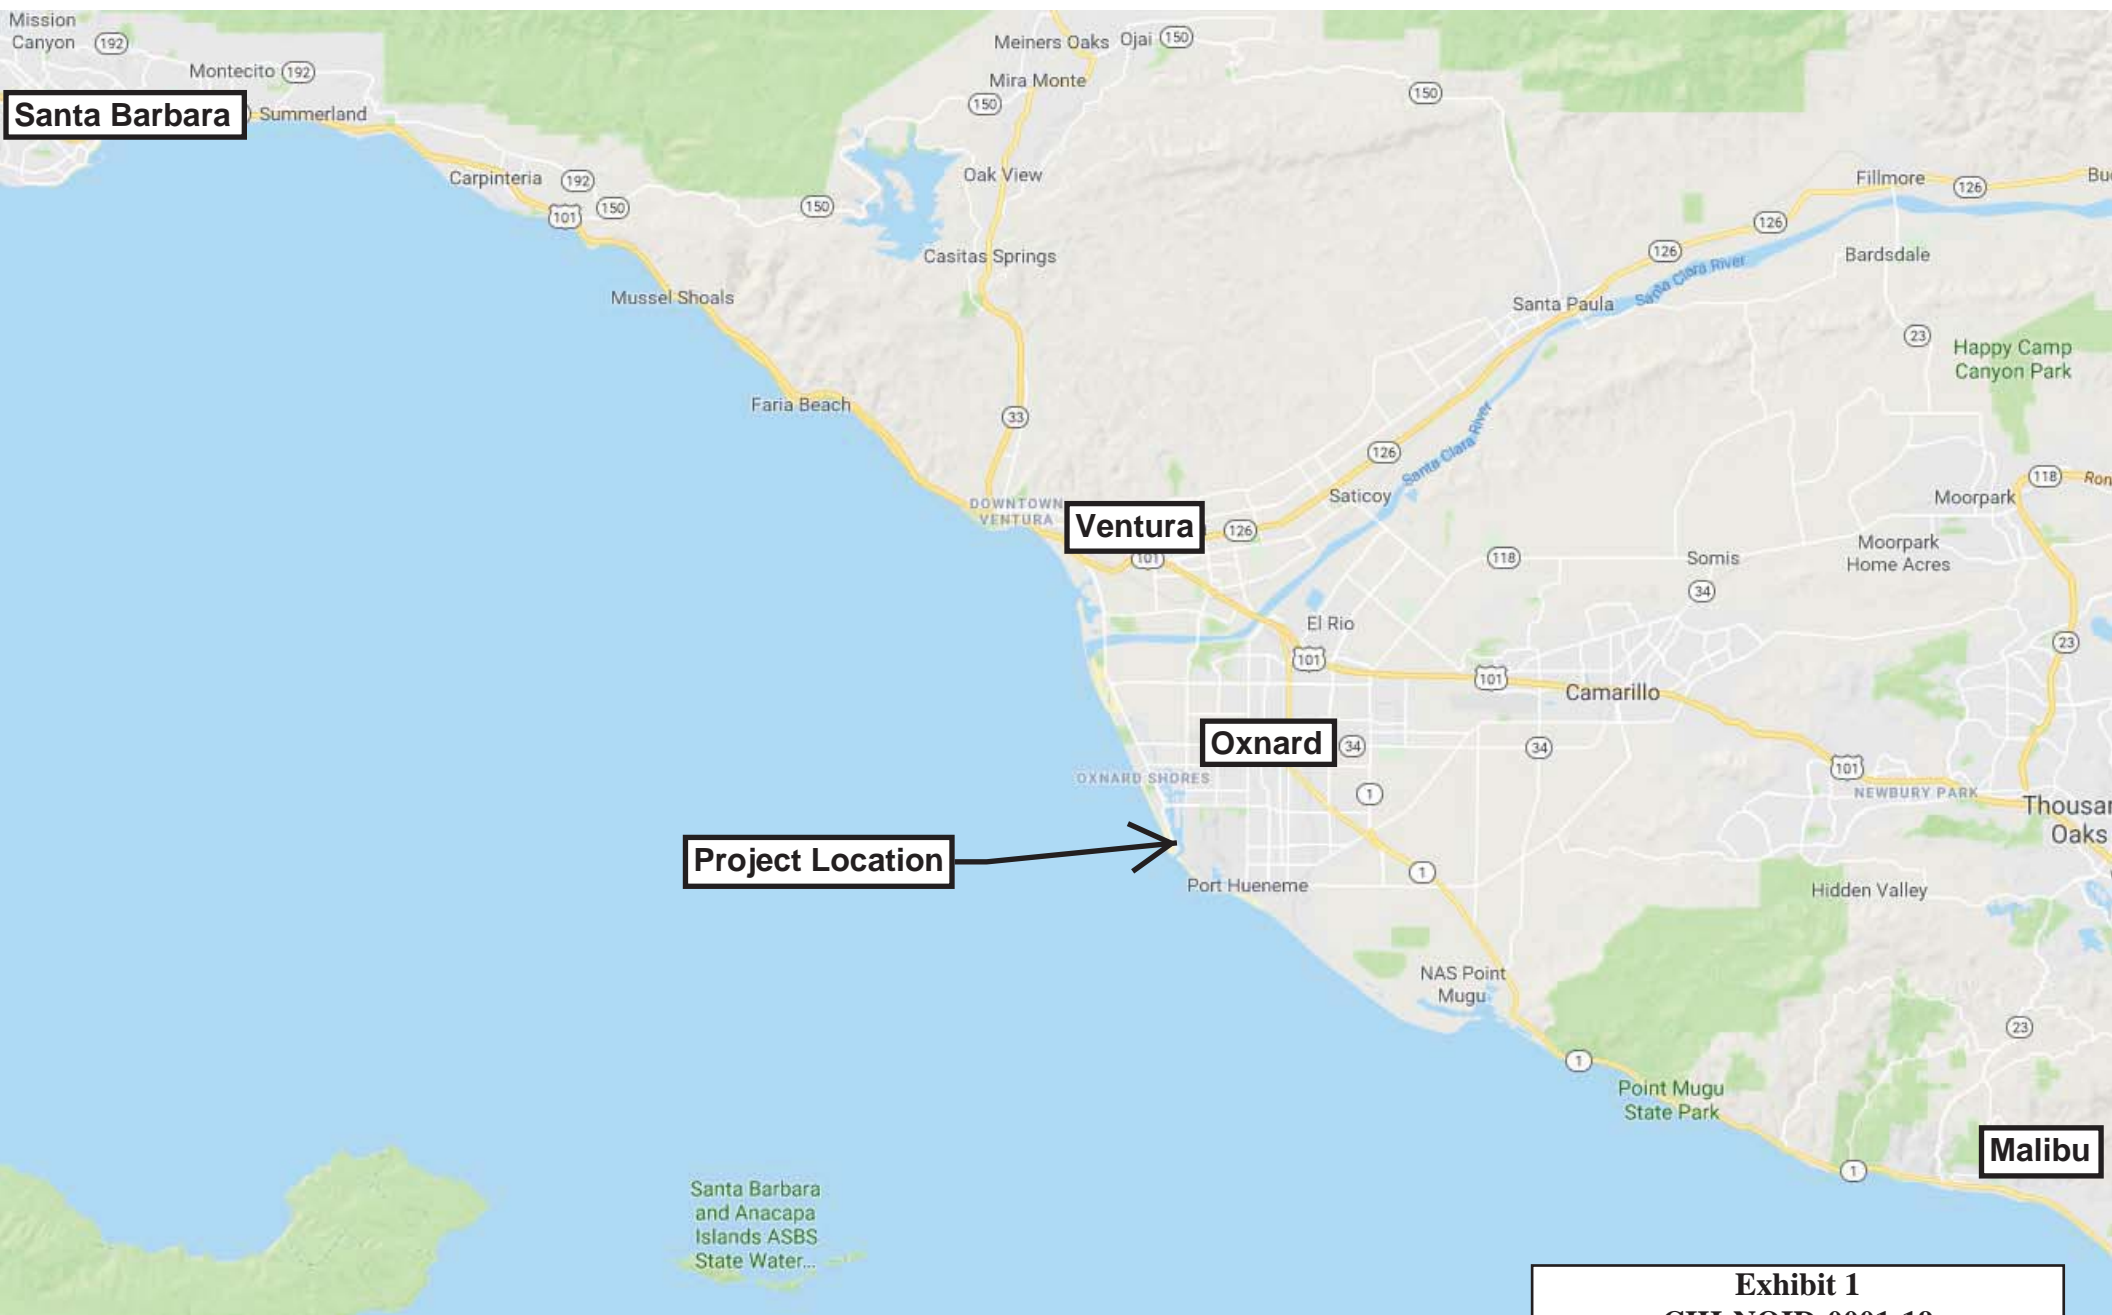 Mission
Canyon
192
Montecito
192
Santa Barbara
Summerland
Meiners Oaks
Ojai
150
Mira Monte
150
150
Carpinteria
192
101
150
150
Oak View
Fillmore
126
126
126
Casitas Springs
Bardsdale
Santa Clara River
Mussel Shoals
Santa Paula
23
Happy Camp
Canyon Park
Faria Beach
33
126
Santa Clara River
Saticoy
118
Moorpark
DOWNTOWN
VENTURA
Ventura
126
101
118
Somis
34
Moorpark
Home Acres
El Rio
101
101
Camarillo
23
Oxnard
34
34
101
OXNARD SHORES
1
NEWBURY PARK
Thousan
Oaks
Project Location
Port Hueneme
1
Hidden Valley
NAS Point
Mugu
23
1
Point Mugu
State Park
Malibu
1
Santa Barbara
and Anacapa
Islands ASBS
State Water...
Exhibit 1